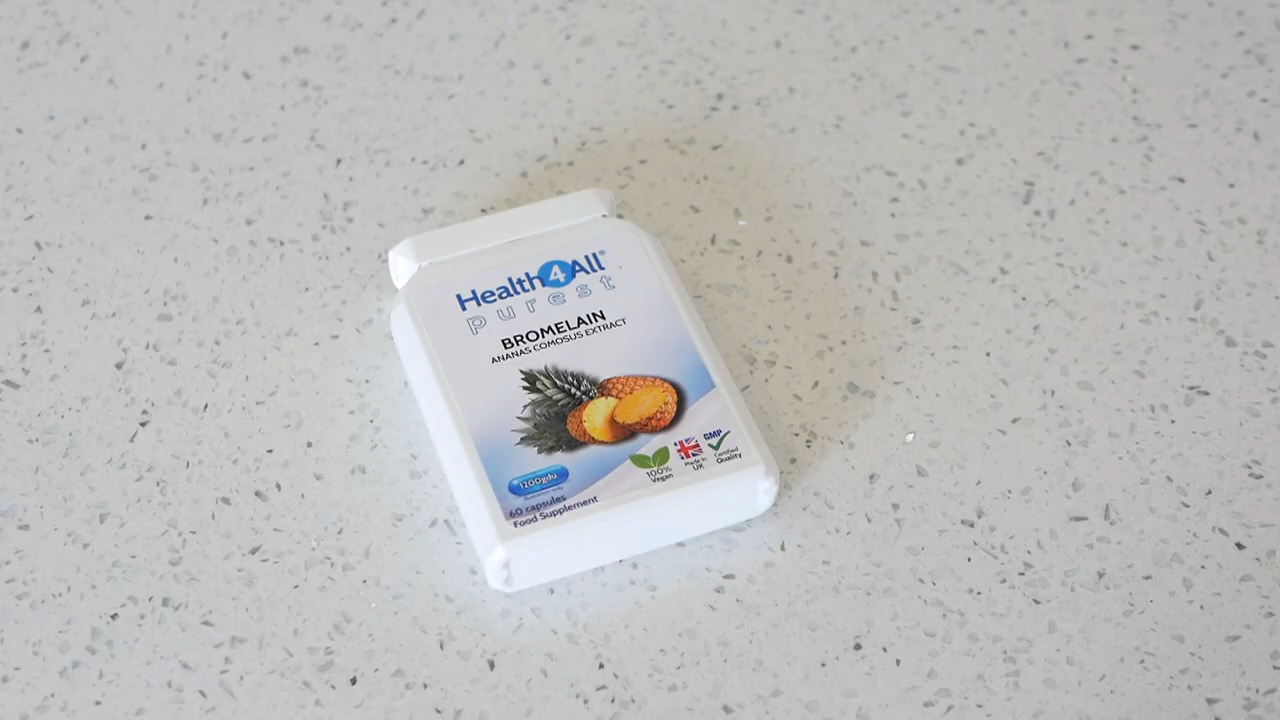 Health4All®
purest
BROMELAIN
ANANAS COMOSUS EXTRACT
1200gdu
60 capsules
Food Supplement
100%
Vegan
Made in
UK
GMP
Certified
Quality